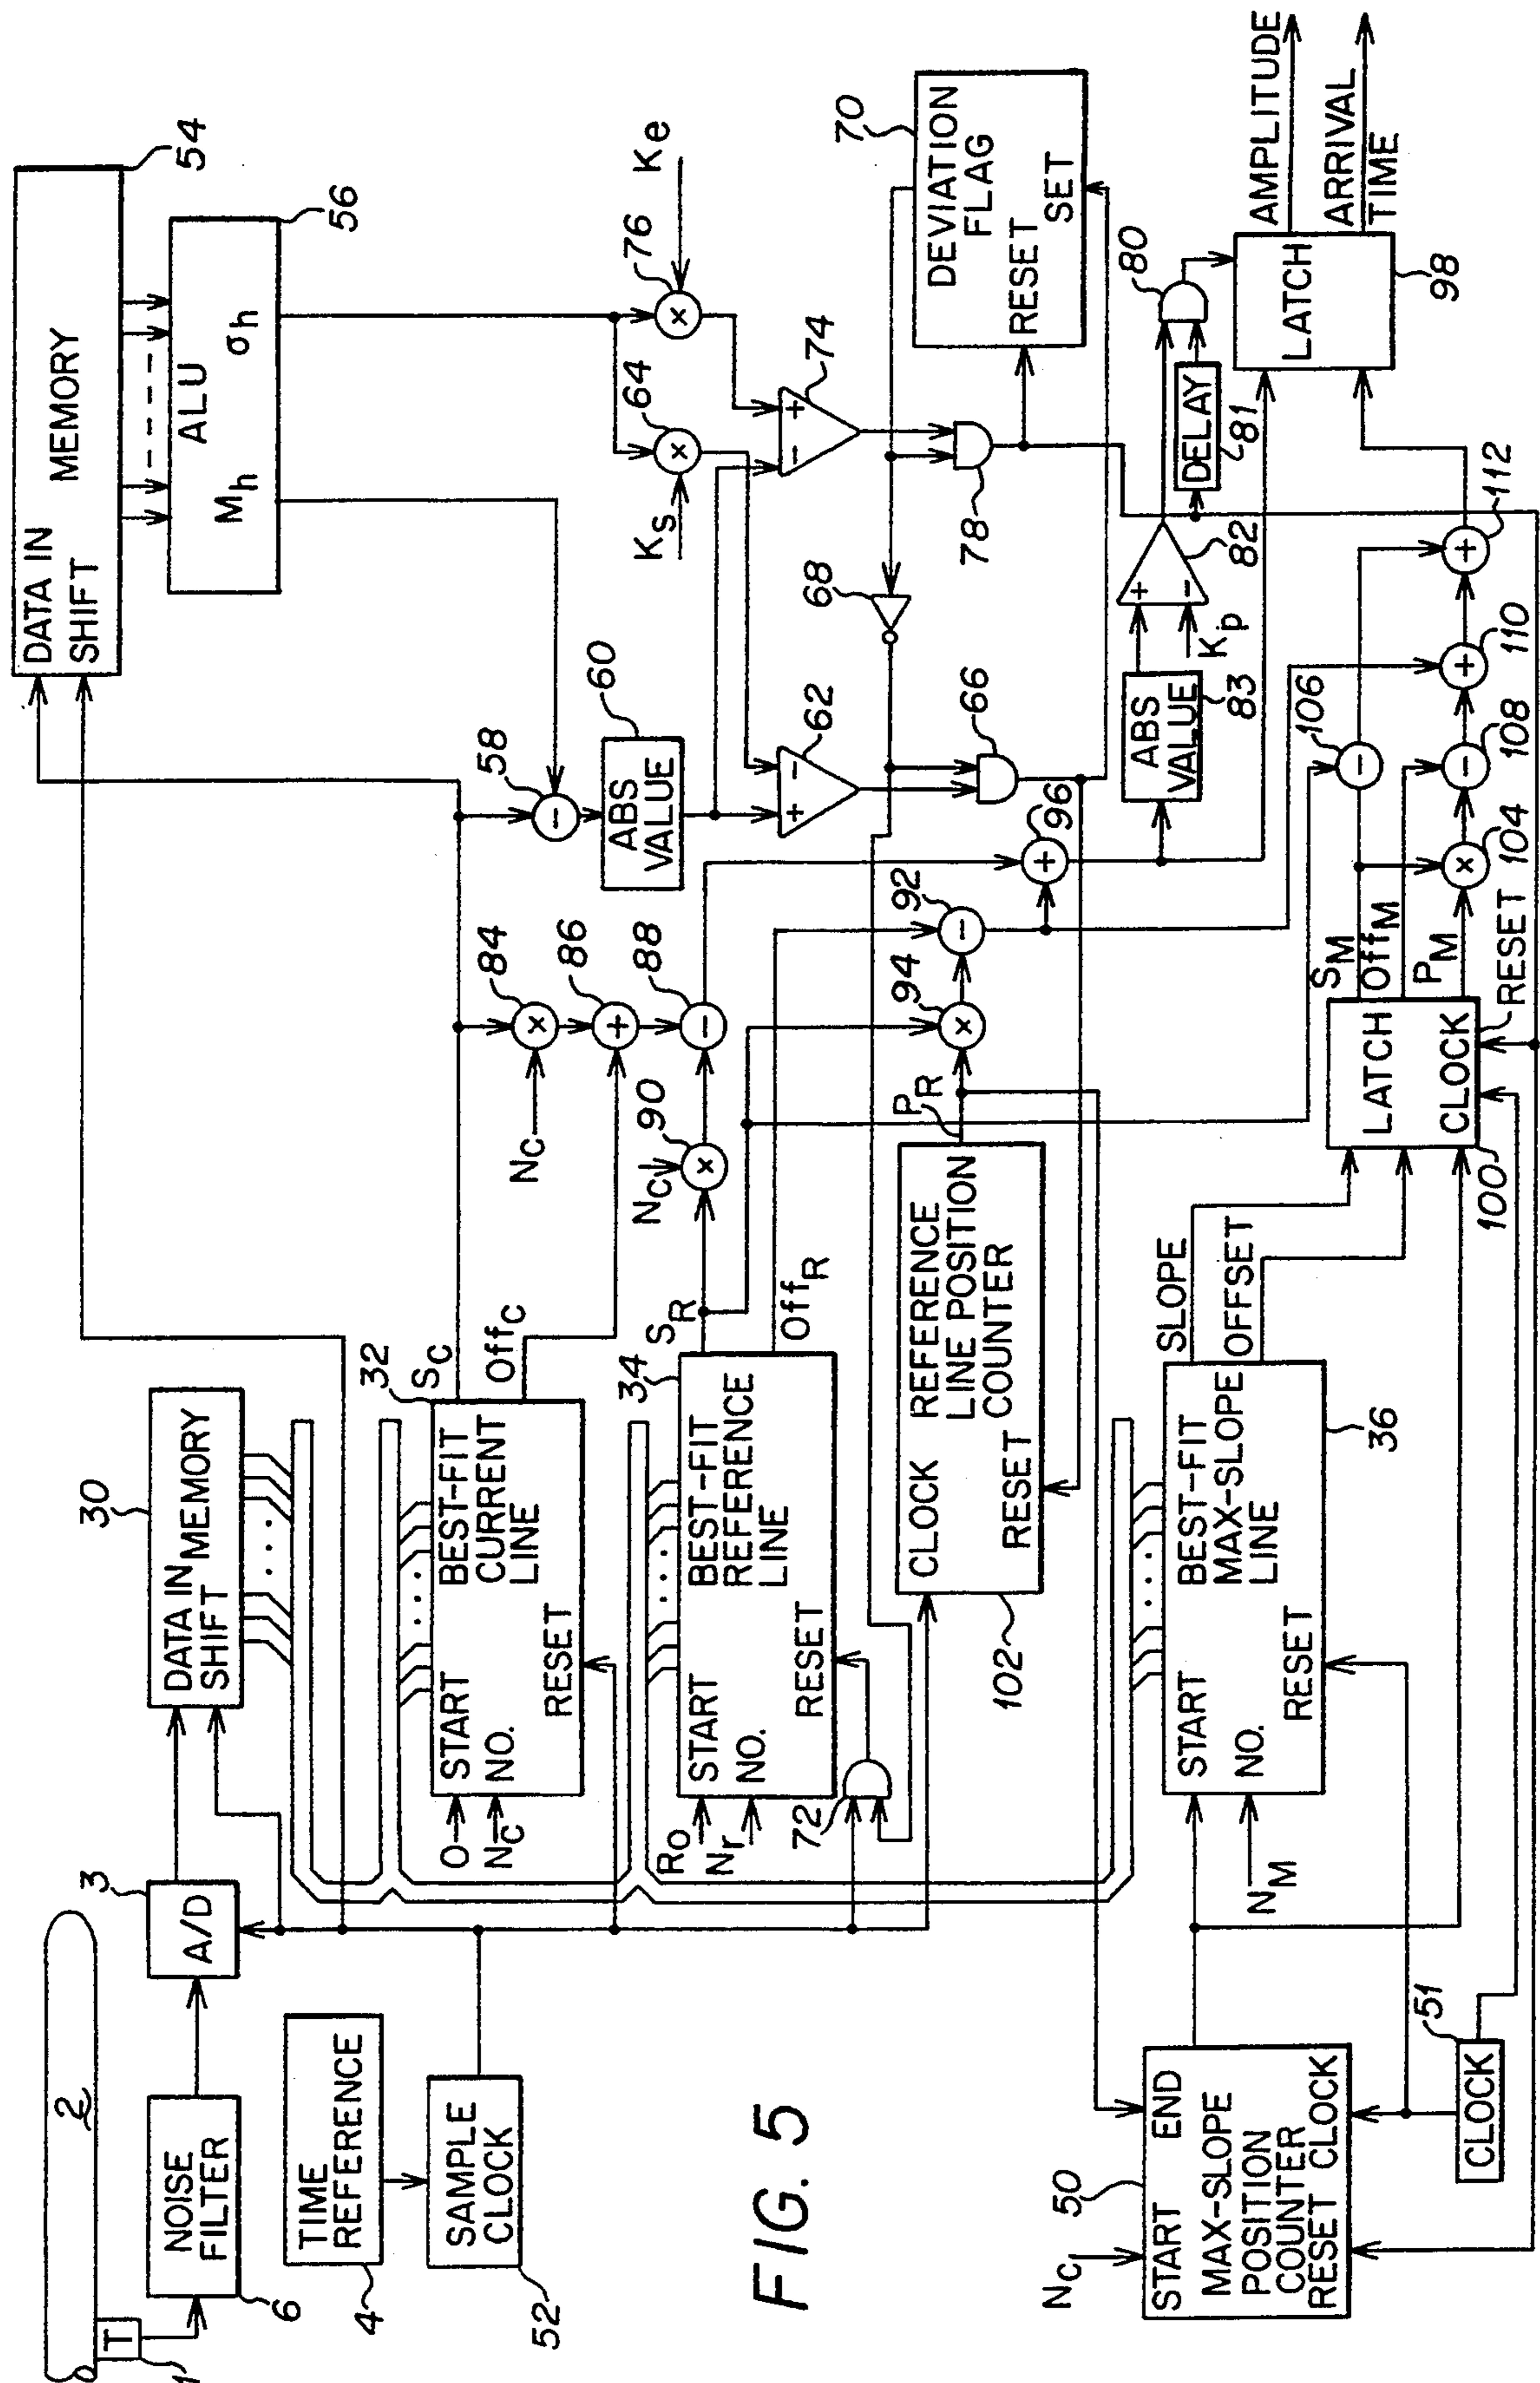 FIG. 5
2
T
1
NOISE
FILTER
6
3
A/D
TIME
REFERENCE
4
SAMPLE
CLOCK
52
30
DATA IN
MEMORY
SHIFT
DATA IN
MEMORY
SHIFT
54
ALU
Mh
σh
56
32
START
BEST-FIT
CURRENT
LINE
NO.
RESET
O
Nc
Sc
Offc
34
START
BEST-FIT
REFERENCE
LINE
NO.
RESET
Ro
Nr
SR
OffR
72
CLOCK
REFERENCE
LINE POSITION
COUNTER
RESET
102
PR
START
BEST-FIT
MAX-SLOPE
LINE
NO.
RESET
NM
36
SLOPE
OFFSET
50
Nc
START
END
MAX-SLOPE
POSITION
COUNTER
RESET
CLOCK
CLOCK
51
LATCH
CLOCK
100
RESET
SM
OffM
PM
58
-
60
ABS
VALUE
84
×
Nc
86
+
88
-
90
×
Nc
92
-
94
×
96
+
62
+
-
64
×
Ks
76
×
Ke
74
-
+
66
68
78
70
DEVIATION
FLAG
RESET
SET
ABS
VALUE
83
+
-
82
Kp
80
DELAY
81
LATCH
98
AMPLITUDE
ARRIVAL
TIME
104
×
106
-
108
-
110
+
112
+